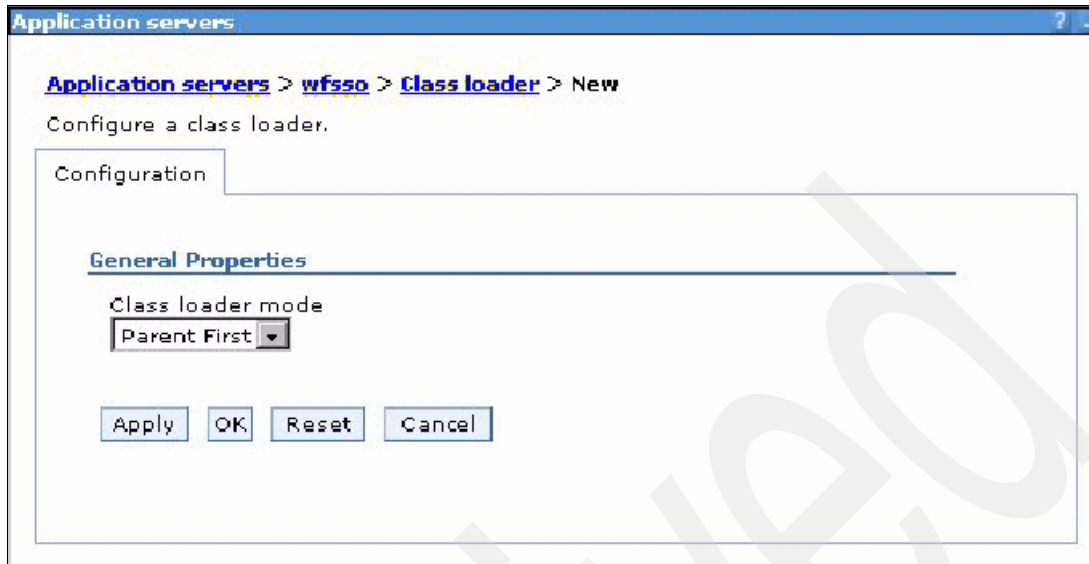 Application servers ?
Application servers > wfsso > Class loader > New
Configure a class loader.
Configuration
General Properties
Class loader mode
Parent First
Apply OK Reset Cancel